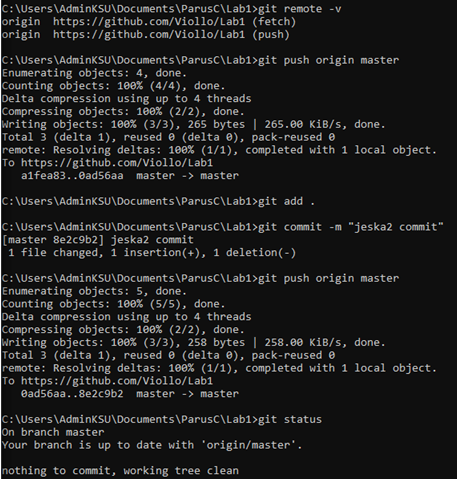 C:\Users\AdminKSU\Documents\ParusC\Lab1>git remote -v
origin  https://github.com/Viollo/Lab1 (fetch)
origin  https://github.com/Viollo/Lab1 (push)
C:\Users\AdminKSU\Documents\ParusC\Lab1>git push origin master
Enumerating objects: 4, done.
Counting objects: 100% (4/4), done.
Delta compression using up to 4 threads
Compressing objects: 100% (2/2), done.
Writing objects: 100% (3/3), 265 bytes | 265.00 KiB/s, done.
Total 3 (delta 1), reused 0 (delta 0), pack-reused 0
remote: Resolving deltas: 100% (1/1), completed with 1 local object.
To https://github.com/Viollo/Lab1
   a1fea83..0ad56aa  master -> master
C:\Users\AdminKSU\Documents\ParusC\Lab1>git add .
C:\Users\AdminKSU\Documents\ParusC\Lab1>git commit -m "jeska2 commit"
[master 8e2c9b2] jeska2 commit
 1 file changed, 1 insertion(+), 1 deletion(-)
C:\Users\AdminKSU\Documents\ParusC\Lab1>git push origin master
Enumerating objects: 5, done.
Counting objects: 100% (5/5), done.
Delta compression using up to 4 threads
Compressing objects: 100% (2/2), done.
Writing objects: 100% (3/3), 258 bytes | 258.00 KiB/s, done.
Total 3 (delta 1), reused 0 (delta 0), pack-reused 0
remote: Resolving deltas: 100% (1/1), completed with 1 local object.
To https://github.com/Viollo/Lab1
   0ad56aa..8e2c9b2  master -> master
C:\Users\AdminKSU\Documents\ParusC\Lab1>git status
On branch master
Your branch is up to date with 'origin/master'.
nothing to commit, working tree clean